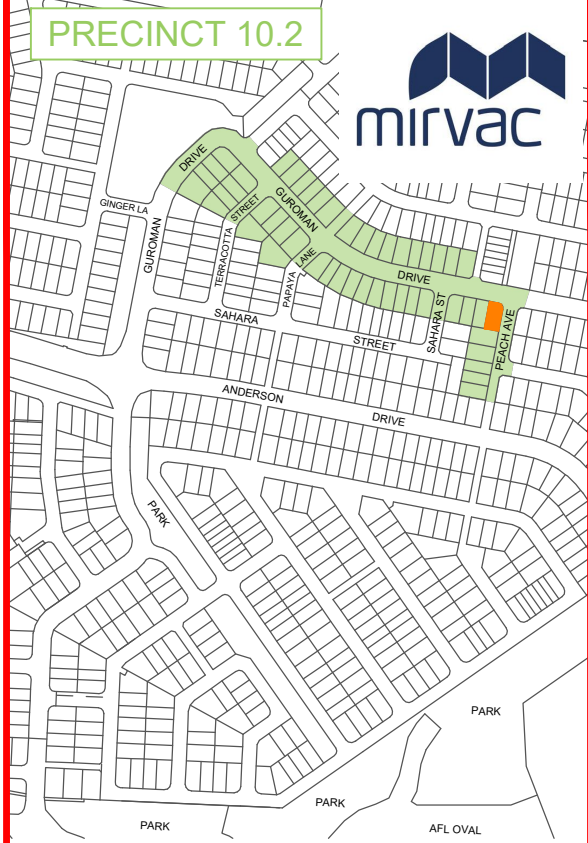 PRECINCT 10.2
mirvac
DRIVE
GUROMAN
STREET
GINGER LA
GUROMAN
TERRACOTTA
LANE
PAPAYA
DRIVE
SAHARA
STREET
SAHARA ST
PEACH AVE
ANDERSON
DRIVE
PARK
PARK
PARK
PARK
AFL OVAL